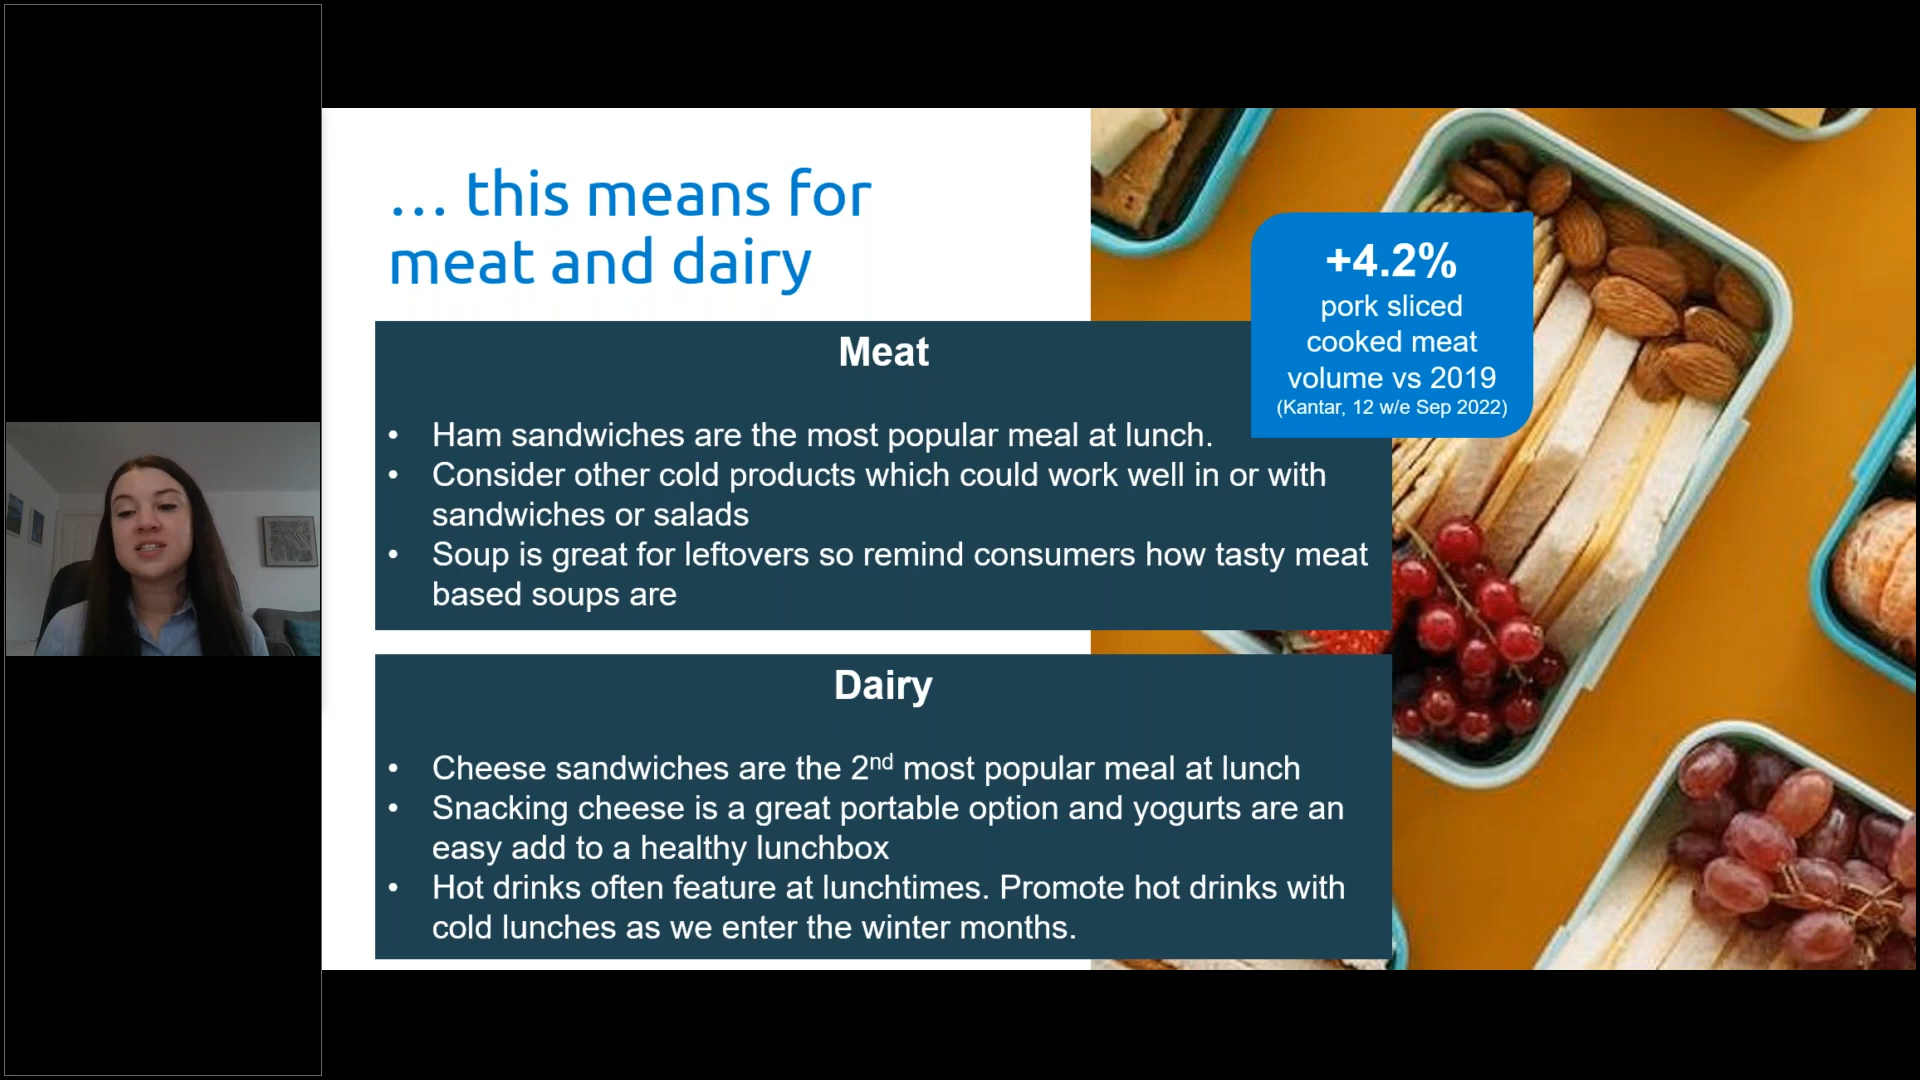 … this means for
meat and dairy
+4.2%
pork sliced
cooked meat
volume vs 2019
(Kantar, 12 w/e Sep 2022)
Meat
• Ham sandwiches are the most popular meal at lunch.
• Consider other cold products which could work well in or with
sandwiches or salads
• Soup is great for leftovers so remind consumers how tasty meat
based soups are
Dairy
• Cheese sandwiches are the 2nd most popular meal at lunch
• Snacking cheese is a great portable option and yogurts are an
easy add to a healthy lunchbox
• Hot drinks often feature at lunchtimes. Promote hot drinks with
cold lunches as we enter the winter months.